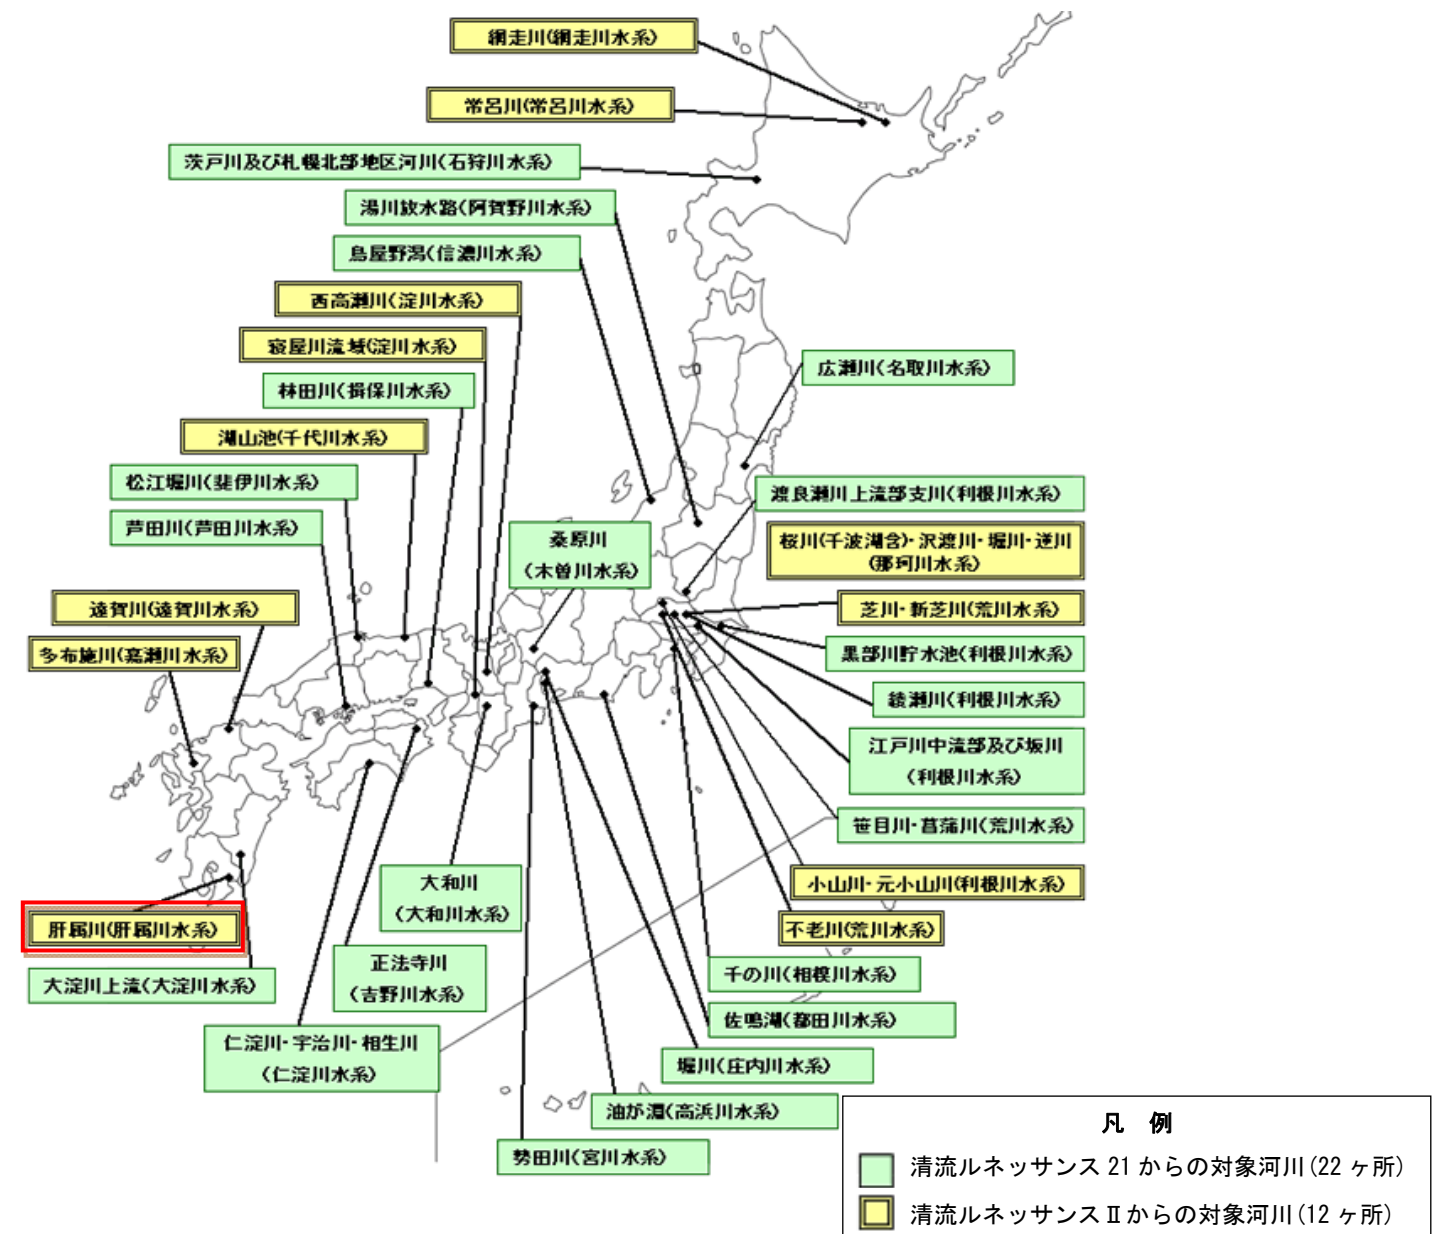 網走川(網走川水系)
常呂川(常呂川水系)
茨戸川及び札幌北部地区河川(石狩川水系)
湯川放水路(阿賀野川水系)
鳥屋野潟(信濃川水系)
西高瀬川(淀川水系)
寝屋川流域(淀川水系)
林田川(揖保川水系)
湖山池(千代川水系)
松江堀川(斐伊川水系)
芦田川(芦田川水系)
遠賀川(遠賀川水系)
多布施川(嘉瀬川水系)
広瀬川(名取川水系)
渡良瀬川上流部支川(利根川水系)
桜川(千波湖含)・沢渡川・堀川・逆川
(那珂川水系)
桑原川
(木曽川水系)
芝川・新芝川(荒川水系)
黒部川貯水池(利根川水系)
綾瀬川(利根川水系)
江戸川中流部及び坂川
(利根川水系)
笹目川・菖蒲川(荒川水系)
小山川・元小山川(利根川水系)
不老川(荒川水系)
千の川(相模川水系)
佐鳴湖(都田川水系)
堀川(庄内川水系)
油が淵(高浜川水系)
勢田川(宮川水系)
大和川
(大和川水系)
正法寺川
(吉野川水系)
仁淀川・宇治川・相生川
(仁淀川水系)
肝属川(肝属川水系)
大淀川上流(大淀川水系)
凡 例
清流ルネッサンス 21 からの対象河川(22 ヶ所)
清流ルネッサンスⅡからの対象河川(12 ヶ所)